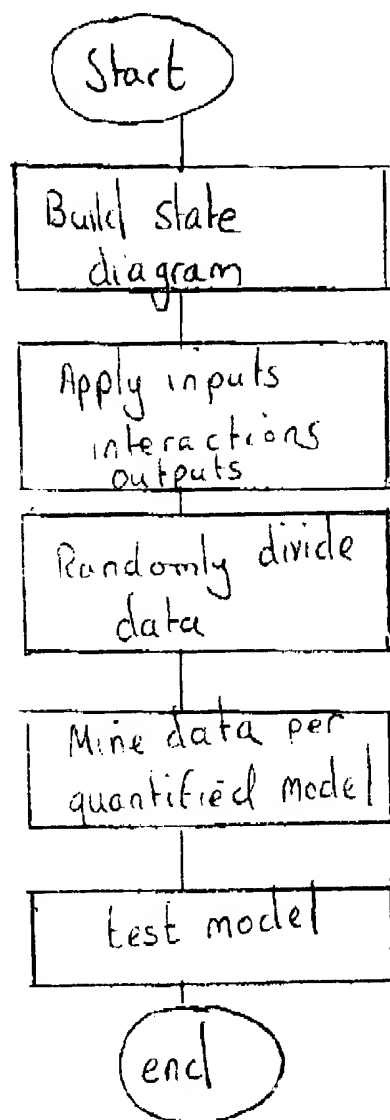 Start
Build state
diagram
Apply inputs
interactions
outputs
Randomly divide
data
Mine data per
quantified model
test model
end